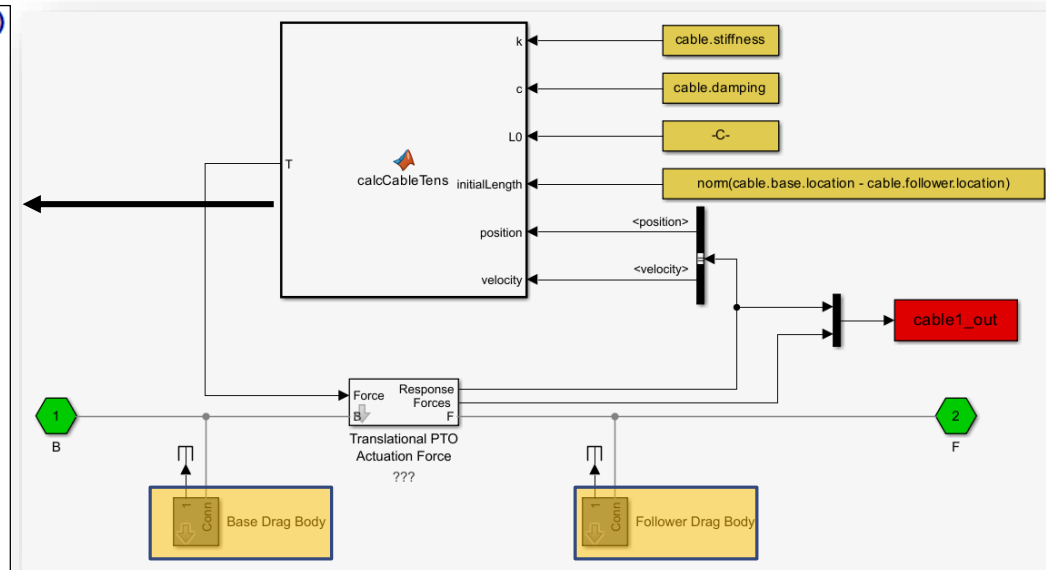 k
cable.stiffness
c
cable.damping
L0
-C-
T
calcCableTens
initialLength
norm(cable.base.location - cable.follower.location)
position
<position>
velocity
<velocity>
cable1_out
Force
Response
Forces
B
F
1
B
2
F
Translational PTO
Actuation Force
???
1
Conn
Base Drag Body
1
Conn
Follower Drag Body